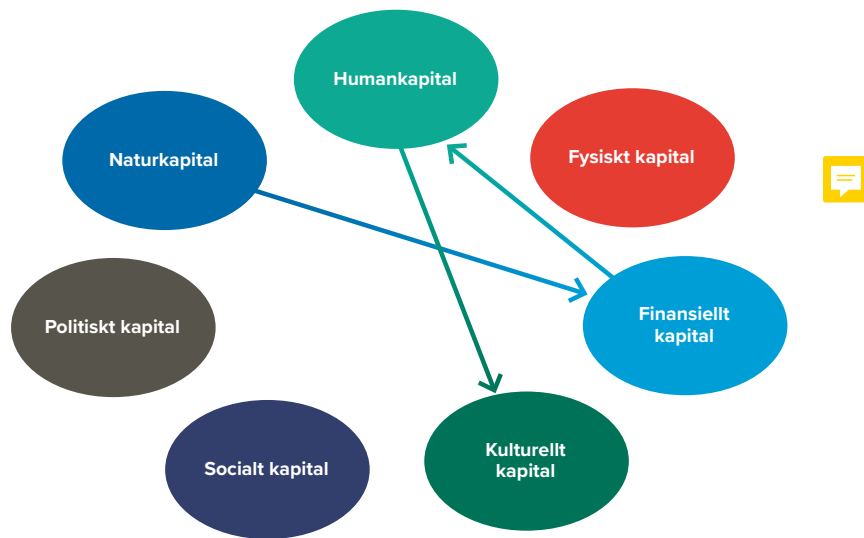 Humankapital
Naturkapital
Fysiskt kapital
Politiskt kapital
Finansiellt
kapital
Socialt kapital
Kulturellt
kapital